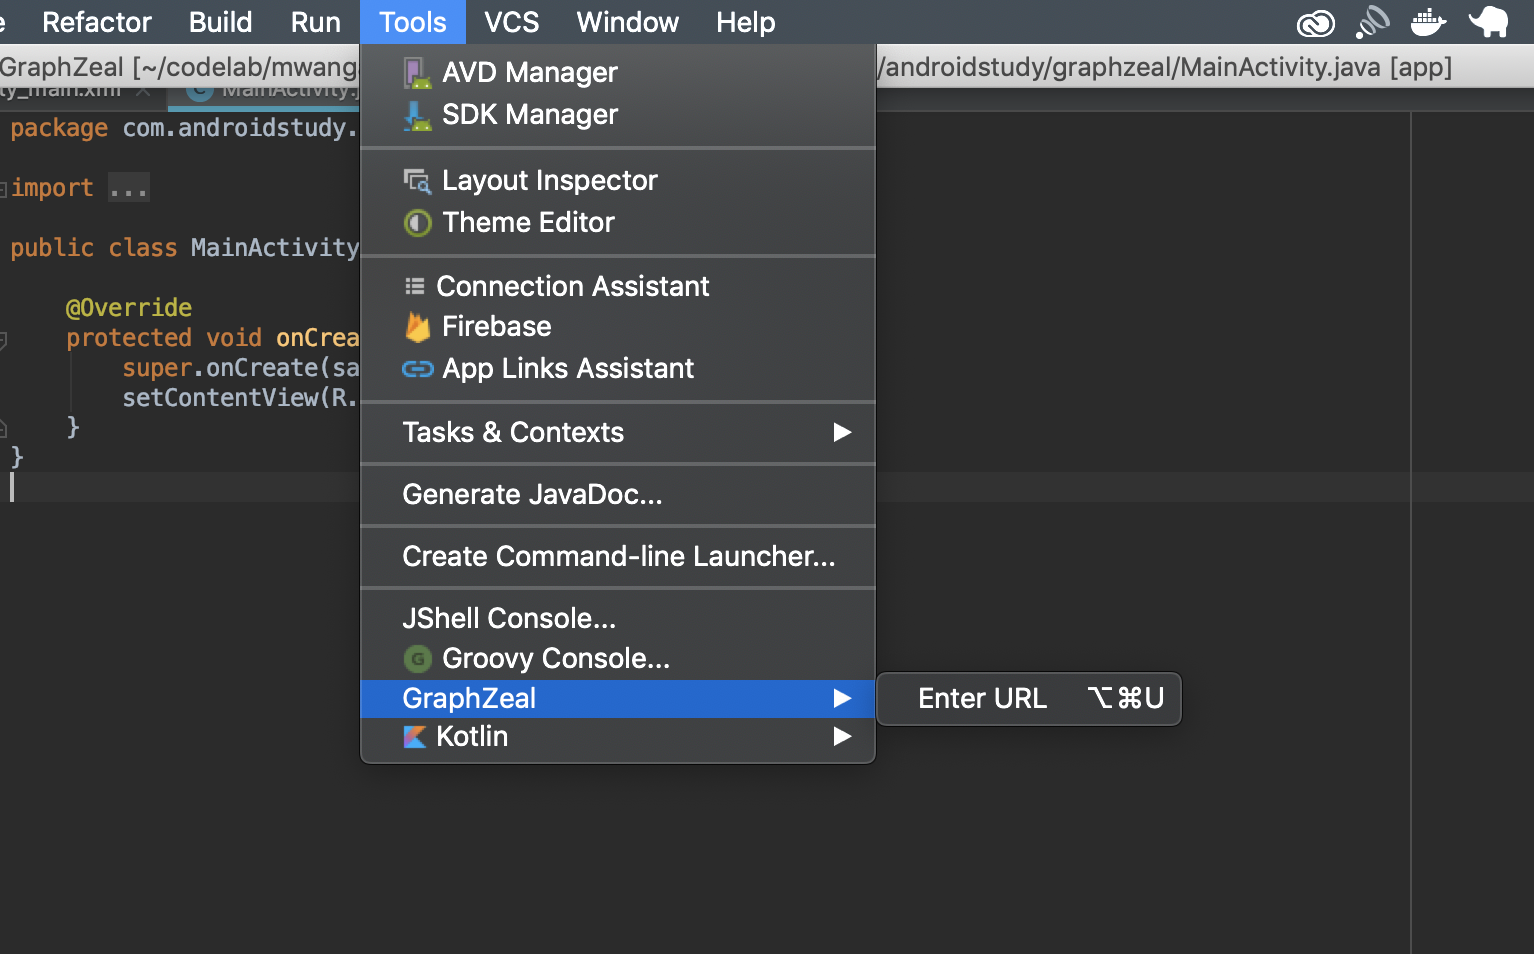 Refactor Build Run Tools VCS Window Help
GraphZeal [~/codelab/mwang /androidstudy/graphzeal/MainActivity.java [app]
ty_main.xml MainActivity.j
package com.androidstudy.
import ...
public class MainActivity
@Override
protected void onCrea
super.onCreate(sa
setContentView(R.
}
}
AVD Manager
SDK Manager
Layout Inspector
Theme Editor
Connection Assistant
Firebase
App Links Assistant
Tasks & Contexts
Generate JavaDoc...
Create Command-line Launcher...
JShell Console...
G Groovy Console...
GraphZeal
Kotlin
Enter URL ⌥⌘U